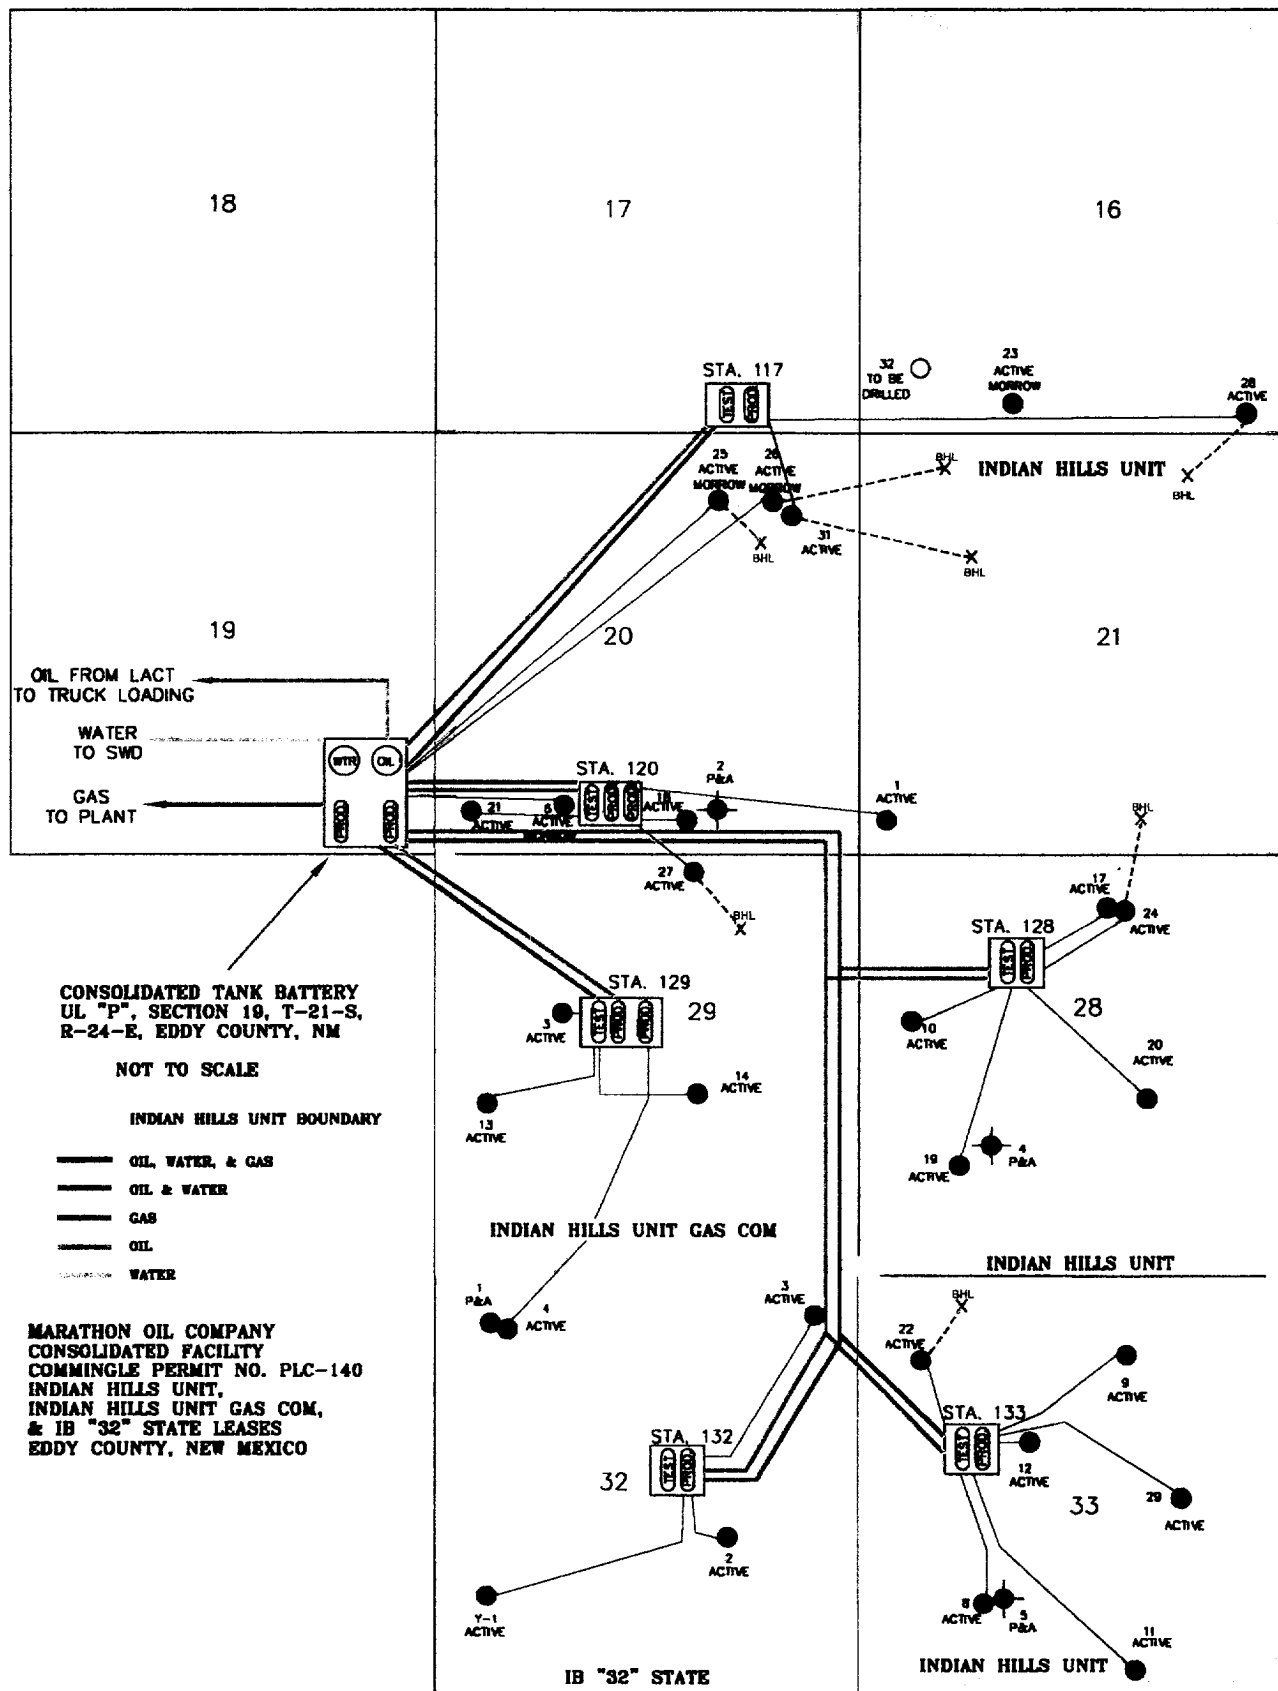 18
17
16
STA. 117
TEST
PROD
32
TO BE
DRILLED
23
ACTIVE
MORROW
28
ACTIVE
25
ACTIVE
MORROW
26
ACTIVE
MORROW
BHL
INDIAN HILLS UNIT
BHL
31
ACTIVE
BHL
BHL
19
20
21
OIL FROM LACT
TO TRUCK LOADING
WATER
TO SWD
GAS
TO PLANT
WTR
OIL
PROD
PROD
STA. 120
TEST
PROD
PROD
2
P&A
21
ACTIVE
6
ACTIVE
MORROW
18
ACTIVE
1
ACTIVE
BHL
27
ACTIVE
BHL
17
ACTIVE
24
ACTIVE
STA. 128
TEST
PROD
28
10
ACTIVE
20
ACTIVE
19
ACTIVE
4
P&A
CONSOLIDATED TANK BATTERY
UL "P", SECTION 19, T-21-S,
R-24-E, EDDY COUNTY, NM
NOT TO SCALE
STA. 129
TEST
PROD
PROD
29
3
ACTIVE
14
ACTIVE
13
ACTIVE
INDIAN HILLS UNIT BOUNDARY
OIL, WATER, & GAS
OIL & WATER
GAS
OIL
WATER
INDIAN HILLS UNIT GAS COM
INDIAN HILLS UNIT
1
P&A
4
ACTIVE
3
ACTIVE
MARATHON OIL COMPANY
CONSOLIDATED FACILITY
COMMINGLE PERMIT NO. PLC-140
INDIAN HILLS UNIT,
INDIAN HILLS UNIT GAS COM,
& IB "32" STATE LEASES
EDDY COUNTY, NEW MEXICO
BHL
22
ACTIVE
9
ACTIVE
STA. 132
TEST
PROD
32
STA. 133
TEST
PROD
12
ACTIVE
33
29
ACTIVE
2
ACTIVE
Y-1
ACTIVE
8
ACTIVE
5
P&A
11
ACTIVE
IB "32" STATE
INDIAN HILLS UNIT